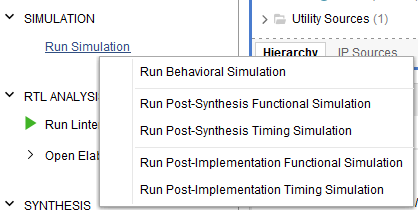 SIMULATION
Utility Sources (1)
Run Simulation
Hierarchy
IP Sources
Run Behavioral Simulation
RTL ANALYSI
Run Post-Synthesis Functional Simulation
Run Linte
Run Post-Synthesis Timing Simulation
Open Elab
Run Post-Implementation Functional Simulation
Run Post-Implementation Timing Simulation
SYNTHESIS